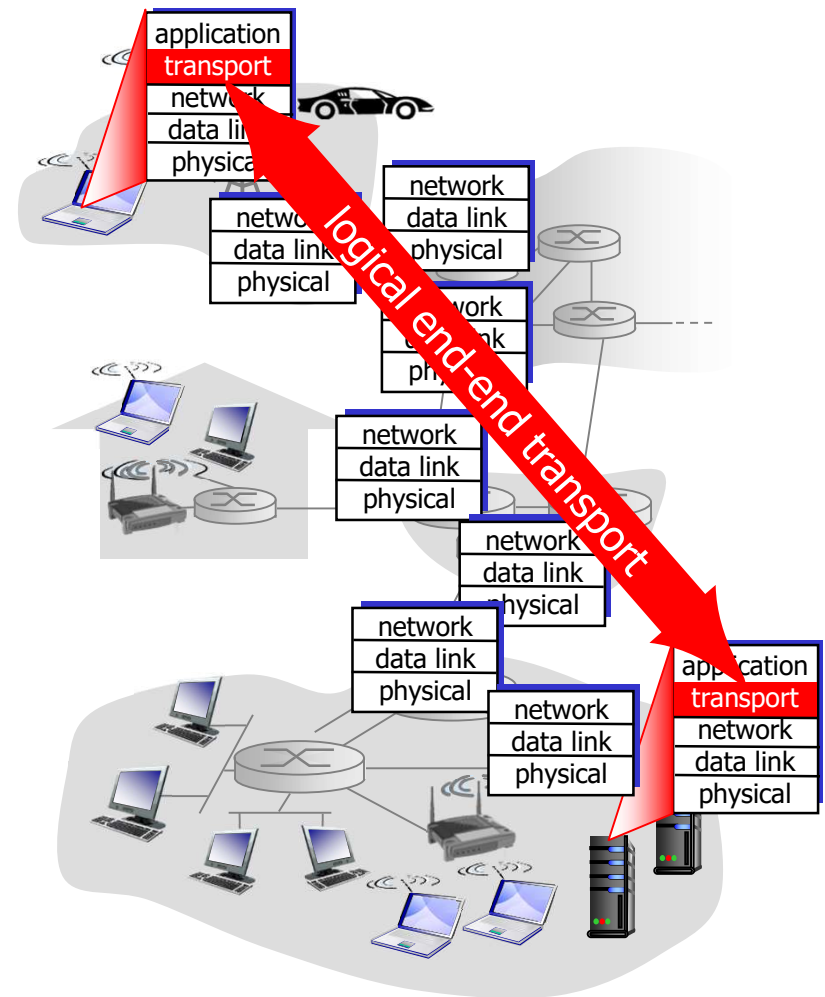 application
transport
network
data link
physical
network
data link
physical
network
data link
physical
logical end-end transport
network
data link
physical
network
data link
physical
network
data link
physical
application
transport
network
data link
physical
network
data link
physical